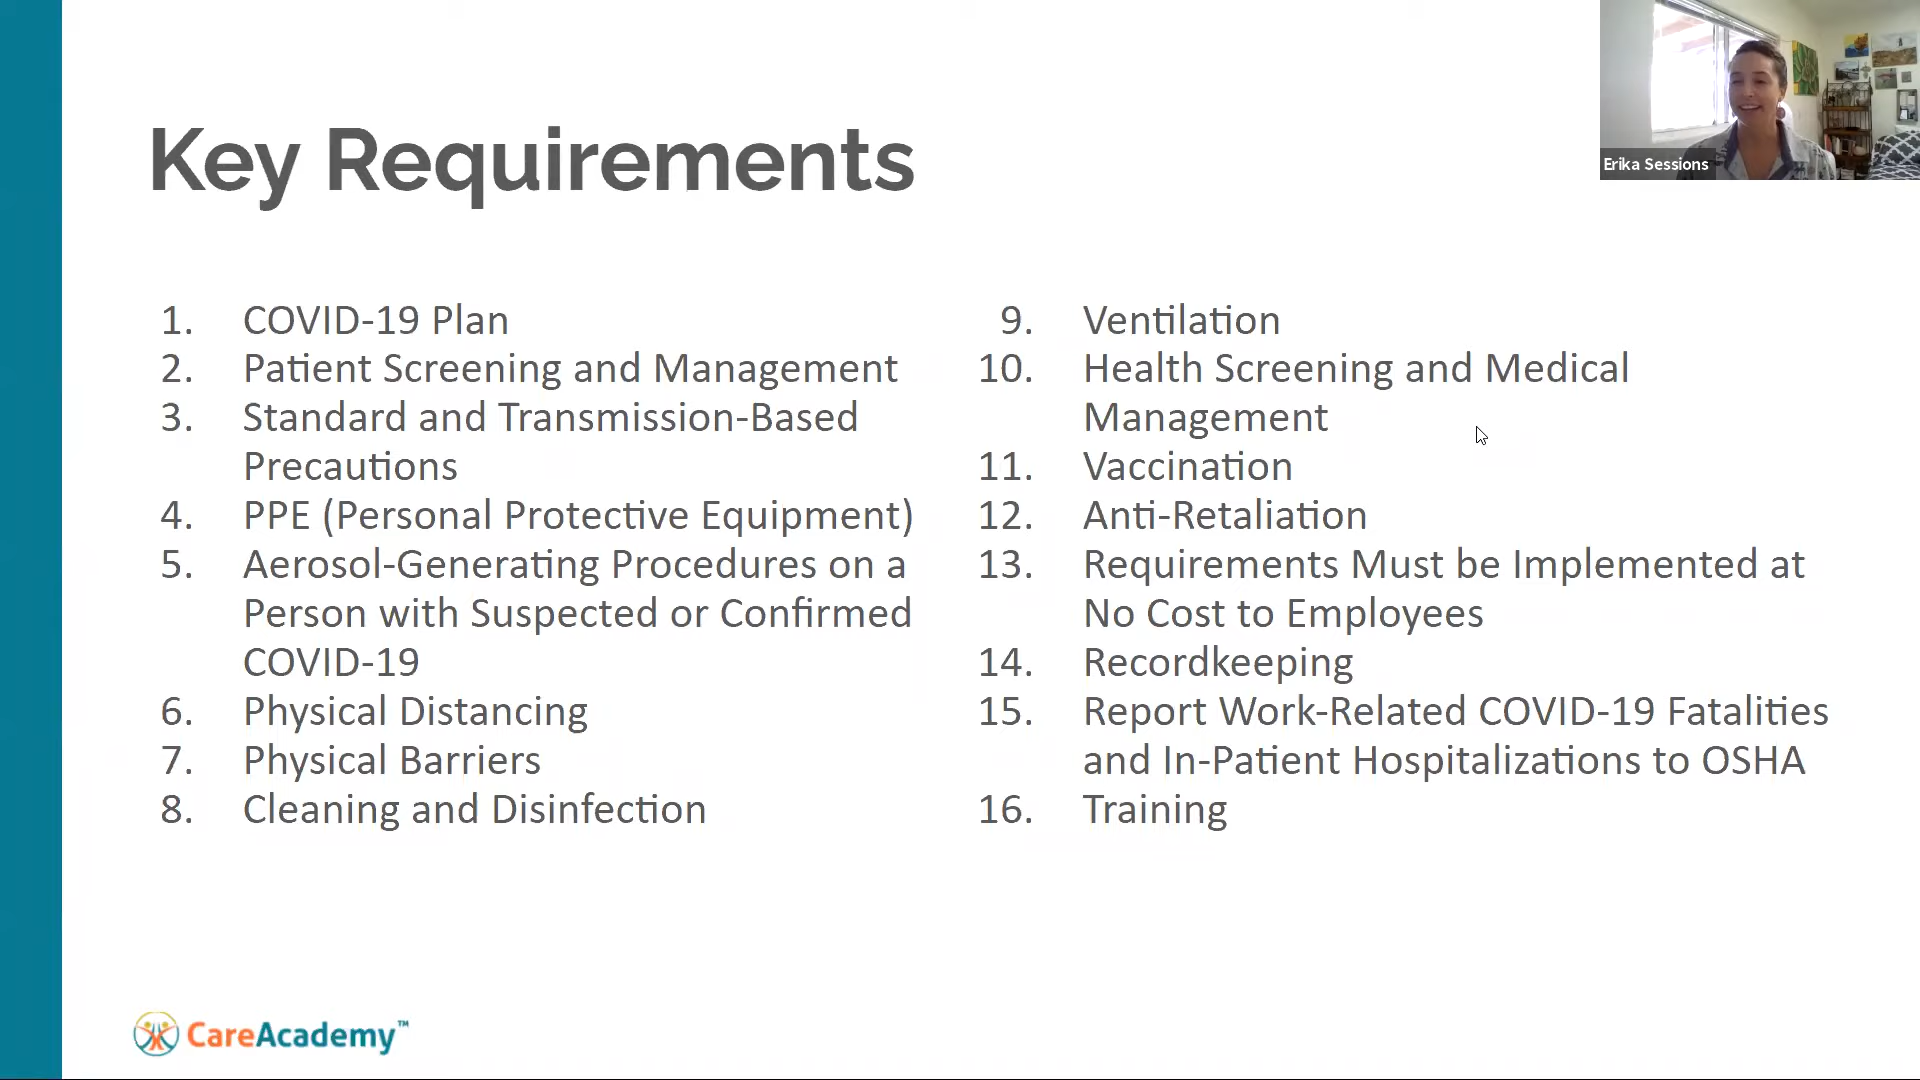 Key Requirements
Erika Sessions
1. COVID-19 Plan
2. Patient Screening and Management
3. Standard and Transmission-Based
Precautions
4. PPE (Personal Protective Equipment)
5. Aerosol-Generating Procedures on a
Person with Suspected or Confirmed
COVID-19
6. Physical Distancing
7. Physical Barriers
8. Cleaning and Disinfection
9. Ventilation
10. Health Screening and Medical
Management
11. Vaccination
12. Anti-Retaliation
13. Requirements Must be Implemented at
No Cost to Employees
14. Recordkeeping
15. Report Work-Related COVID-19 Fatalities
and In-Patient Hospitalizations to OSHA
16. Training
CareAcademy™